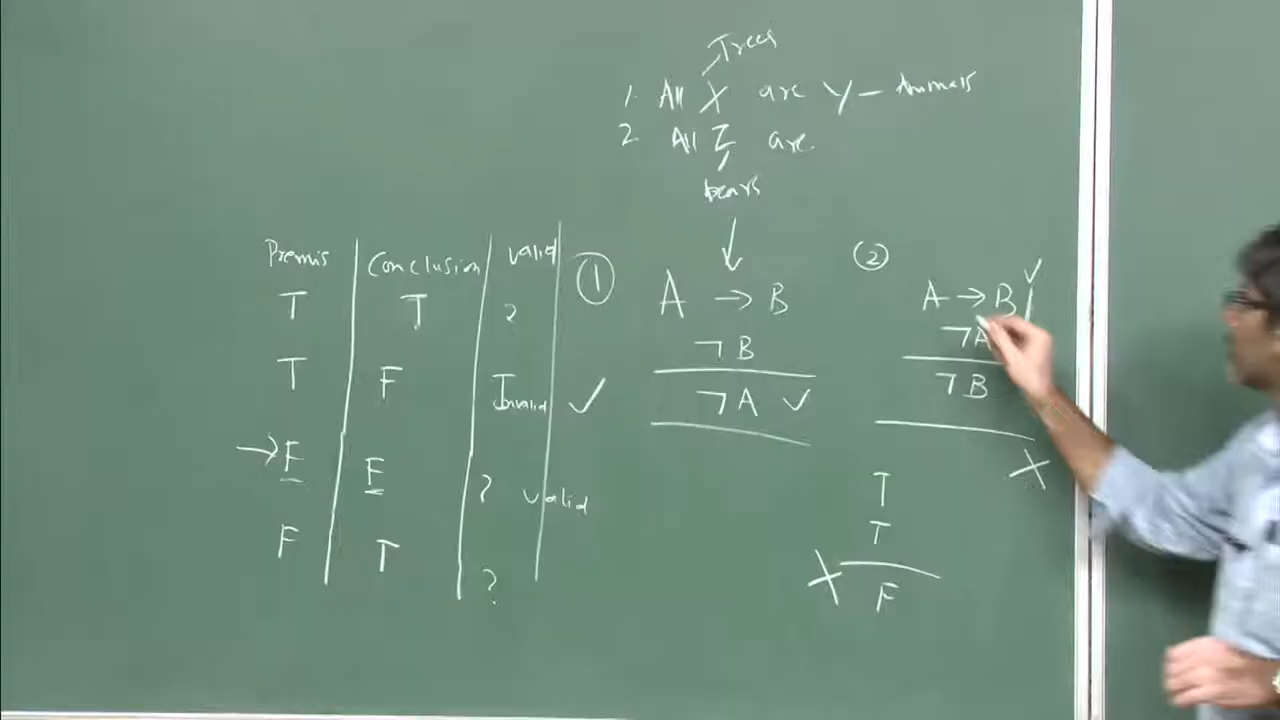 Trees
1. All X are Y - Animals
2. All Z are
bears
Premis Conclusion valid
T T ?
T F Invalid ✓
→ F F ? valid
F T ?
①
A → B
¬ B
¬ A ✓
②
A → B ✓
¬ A
¬ B
X
T
T
X F